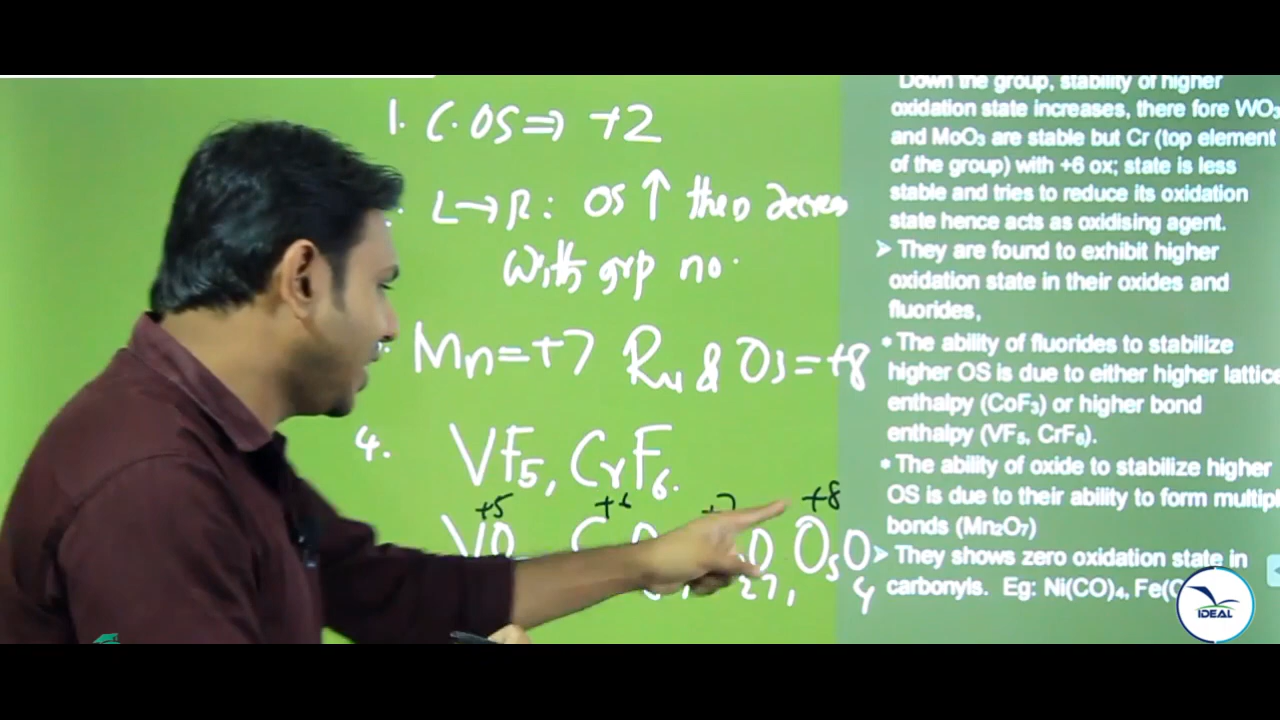 1. C.OS ⇒ +2
L→R: OS ↑ then decreas
with grp no.
Mn=+7 Ru & Os=+8
4. VF5, CrF6.
+5 +6 +7 +8
OsO4
Down the group, stability of higher
oxidation state increases, there fore WO₃
and MoO₃ are stable but Cr (top element
of the group) with +6 ox; state is less
stable and tries to reduce its oxidation
state hence acts as oxidising agent.
➤ They are found to exhibit higher
oxidation state in their oxides and
fluorides,
* The ability of fluorides to stabilize
higher OS is due to either higher lattice
enthalpy (CoF₃) or higher bond
enthalpy (VF₅, CrF₆).
* The ability of oxide to stabilize higher
OS is due to their ability to form multipl
bonds (Mn₂O₇)
➤ They shows zero oxidation state in
carbonyls. Eg: Ni(CO)₄, Fe(C
IDEAL